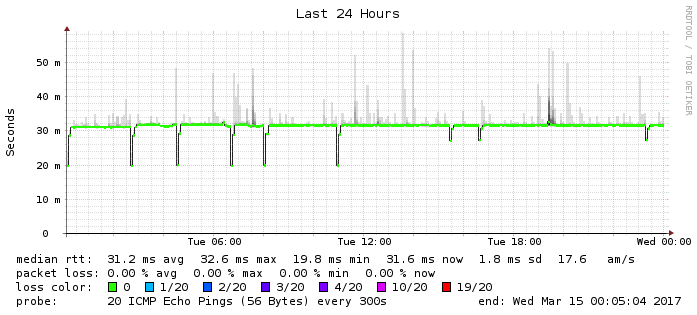 Last 24 Hours
RRDTOOL / TOBI OETIKER
Seconds
50 m
40 m
30 m
20 m
10 m
0
Tue 06:00 Tue 12:00 Tue 18:00 Wed 00:00
median rtt: 31.2 ms avg 32.6 ms max 19.8 ms min 31.6 ms now 1.8 ms sd 17.6 am/s
packet loss: 0.00 % avg 0.00 % max 0.00 % min 0.00 % now
loss color: 0 1/20 2/20 3/20 4/20 10/20 19/20
probe: 20 ICMP Echo Pings (56 Bytes) every 300s end: Wed Mar 15 00:05:04 2017